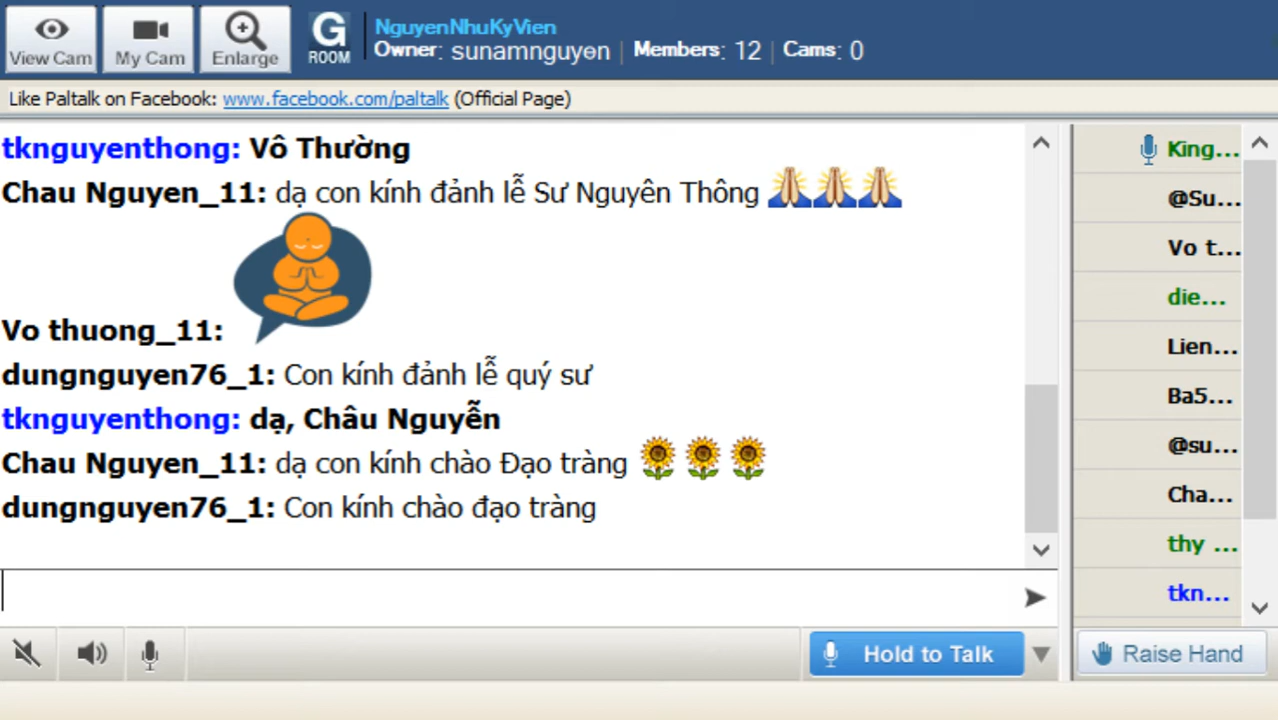 View Cam
My Cam
Enlarge
G
ROOM
NguyenNhuKyVien
Owner: sunamnguyen | Members: 12 | Cams: 0
Like Paltalk on Facebook: www.facebook.com/paltalk (Official Page)
tknguyenthong: Vô Thường
Chau Nguyen_11: dạ con kính đảnh lễ Sư Nguyên Thông
Vo thuong_11:
dungnguyen76_1: Con kính đảnh lễ quý sư
tknguyenthong: dạ, Châu Nguyễn
Chau Nguyen_11: dạ con kính chào Đạo tràng
dungnguyen76_1: Con kính chào đạo tràng
King...
@Su...
Vo t...
die...
Lien...
Ba5...
@su...
Cha...
thy ...
tkn...
Hold to Talk
Raise Hand